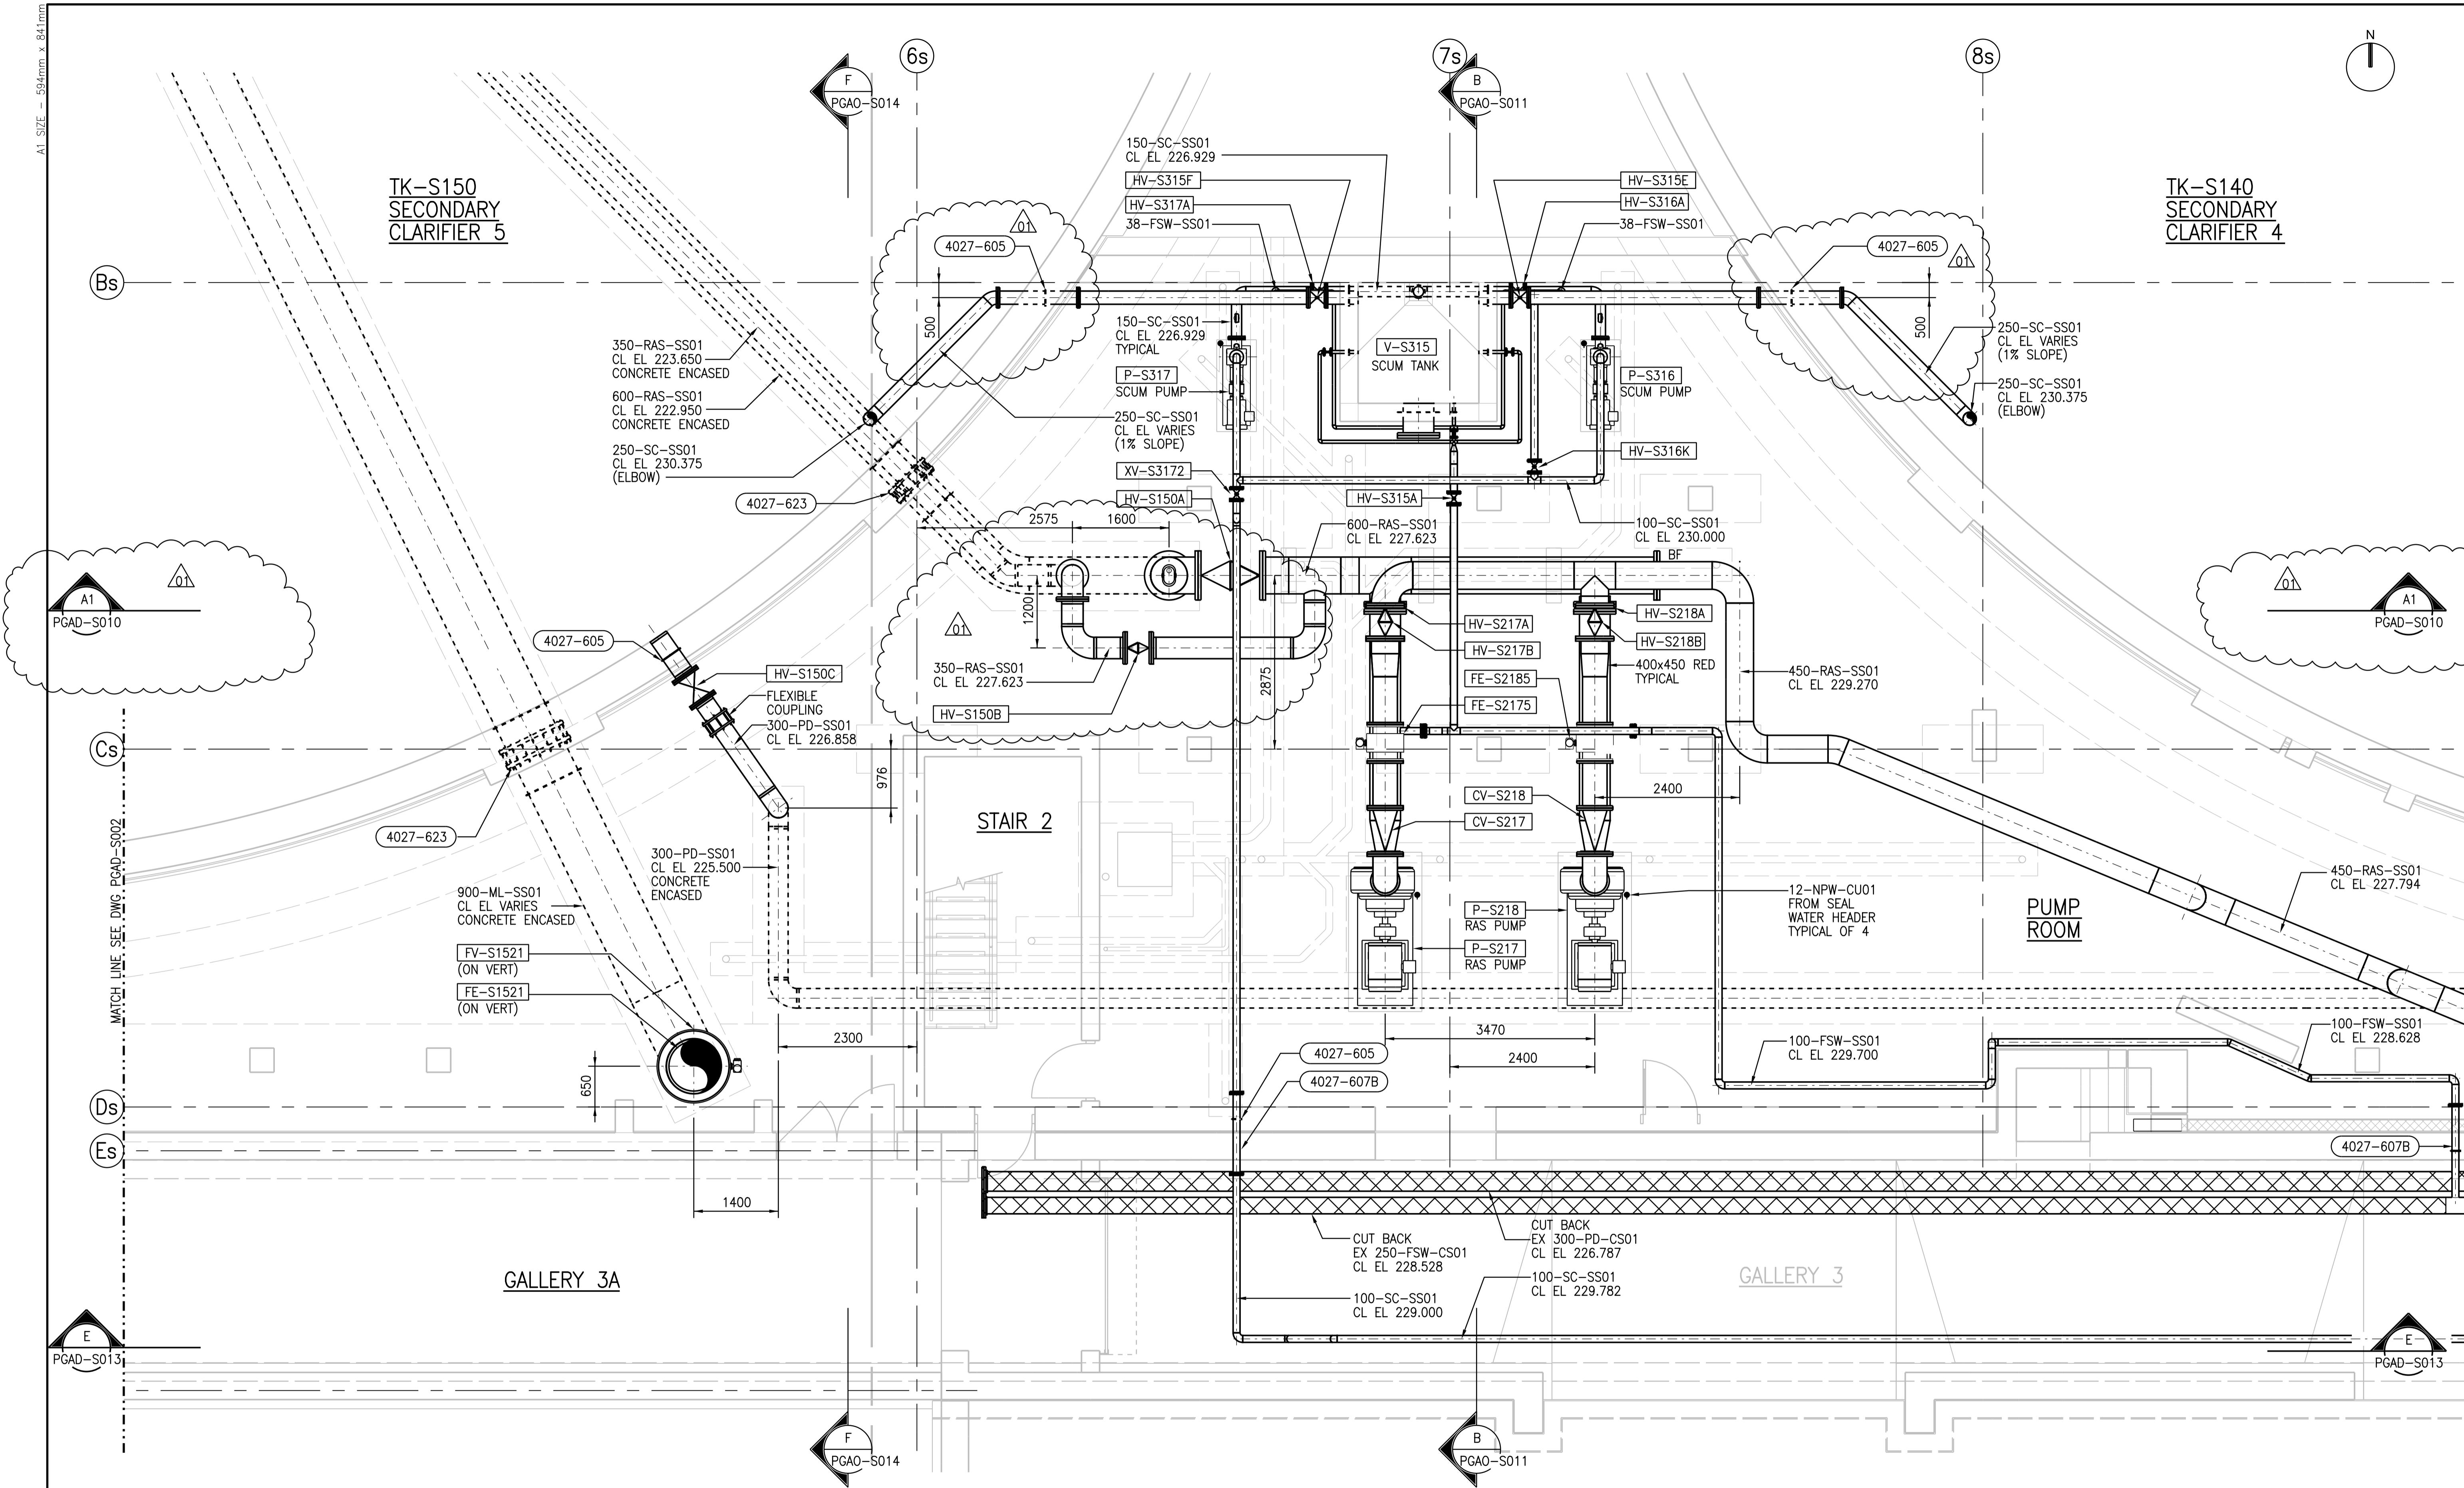 A1 SIZE – 594mm x 841mm
6s
7s
8s
N
F
PGAO-S014
B
PGAO-S011
TK-S150
SECONDARY
CLARIFIER 5
TK-S140
SECONDARY
CLARIFIER 4
150-SC-SS01
CL EL 226.929
HV-S315F
HV-S317A
38-FSW-SS01
HV-S315E
HV-S316A
38-FSW-SS01
01
4027-605
4027-605
01
Bs
500
500
150-SC-SS01
CL EL 226.929
TYPICAL
V-S315
SCUM TANK
P-S317
SCUM PUMP
P-S316
SCUM PUMP
250-SC-SS01
CL EL VARIES
(1% SLOPE)
250-SC-SS01
CL EL 230.375
(ELBOW)
350-RAS-SS01
CL EL 223.650
CONCRETE ENCASED
600-RAS-SS01
CL EL 222.950
CONCRETE ENCASED
250-SC-SS01
CL EL 230.375
(ELBOW)
250-SC-SS01
CL EL VARIES
(1% SLOPE)
HV-S316K
XV-S3172
HV-S150A
HV-S315A
4027-623
2575
1600
600-RAS-SS01
CL EL 227.623
100-SC-SS01
CL EL 230.000
BF
01
A1
PGAD-S010
01
A1
PGAD-S010
1200
01
4027-605
HV-S150C
FLEXIBLE
COUPLING
300-PD-SS01
CL EL 226.858
350-RAS-SS01
CL EL 227.623
HV-S150B
2875
HV-S217A
HV-S217B
HV-S218A
HV-S218B
400x450 RED
TYPICAL
FE-S2185
FE-S2175
450-RAS-SS01
CL EL 229.270
Cs
976
2400
CV-S218
CV-S217
STAIR 2
4027-623
300-PD-SS01
CL EL 225.500
CONCRETE
ENCASED
900-ML-SS01
CL EL VARIES
CONCRETE ENCASED
FV-S1521
(ON VERT)
FE-S1521
(ON VERT)
MATCH LINE SEE DWG PGAD-S002
P-S218
RAS PUMP
P-S217
RAS PUMP
12-NPW-CU01
FROM SEAL
WATER HEADER
TYPICAL OF 4
PUMP
ROOM
450-RAS-SS01
CL EL 227.794
2300
3470
2400
100-FSW-SS01
CL EL 229.700
100-FSW-SS01
CL EL 228.628
650
4027-605
4027-607B
Ds
Es
4027-607B
1400
CUT BACK
EX 250-FSW-CS01
CL EL 228.528
CUT BACK
EX 300-PD-CS01
CL EL 226.787
100-SC-SS01
CL EL 229.782
100-SC-SS01
CL EL 229.000
GALLERY 3A
GALLERY 3
E
PGAD-S013
E
PGAD-S013
F
PGAO-S014
B
PGAO-S011